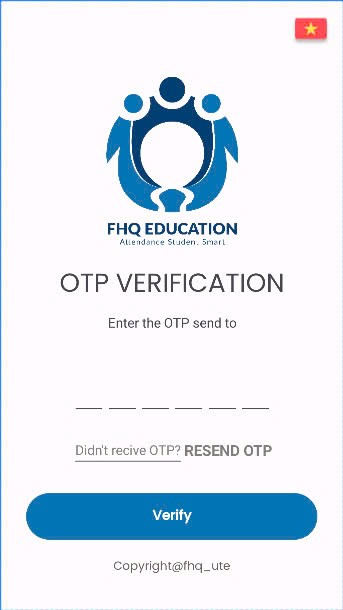 FHQ EDUCATION
Attendance Student Smart
OTP VERIFICATION
Enter the OTP send to
Didn't recive OTP? RESEND OTP
Verify
Copyright@fhq_ute